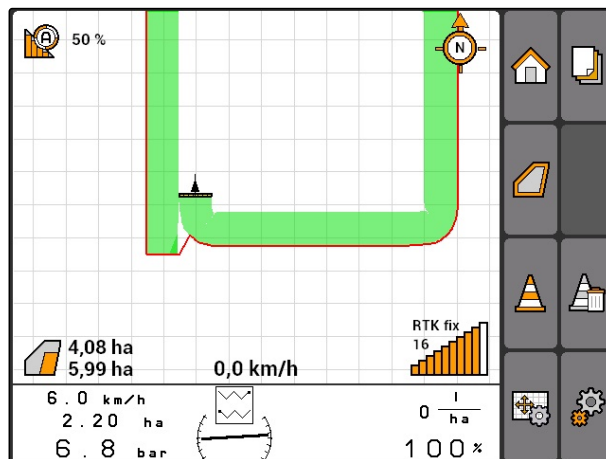 A
50 %
N
RTK fix
16
4,08 ha
5,99 ha
0,0 km/h
6.0 km/h
2.20 ha
6.8 bar
0 l
ha
100%